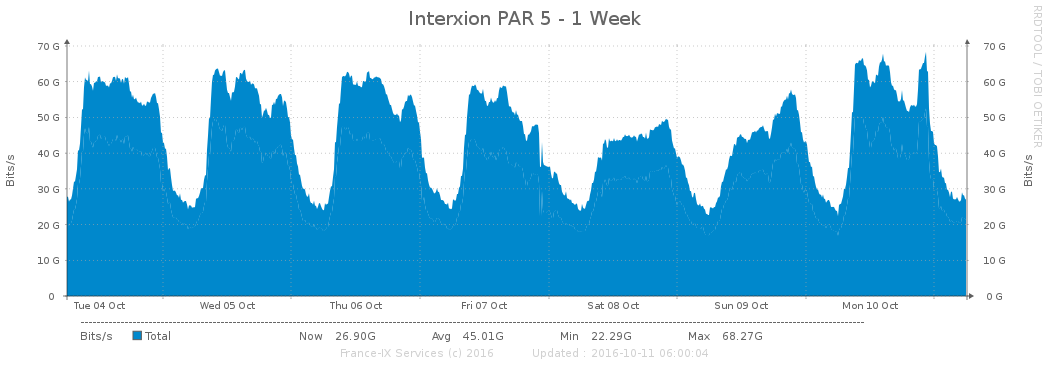 Interxion PAR 5 - 1 Week
RRDTOOL / TOBI OETIKER
Bits/s
70 G
60 G
50 G
40 G
30 G
20 G
10 G
0
70 G
60 G
50 G
40 G
30 G
20 G
10 G
0 G
Bits/s
Tue 04 Oct Wed 05 Oct Thu 06 Oct Fri 07 Oct Sat 08 Oct Sun 09 Oct Mon 10 Oct
Bits/s Total Now 26.90G Avg 45.01G Min 22.29G Max 68.27G
France-IX Services (c) 2016 Updated : 2016-10-11 06:00:04